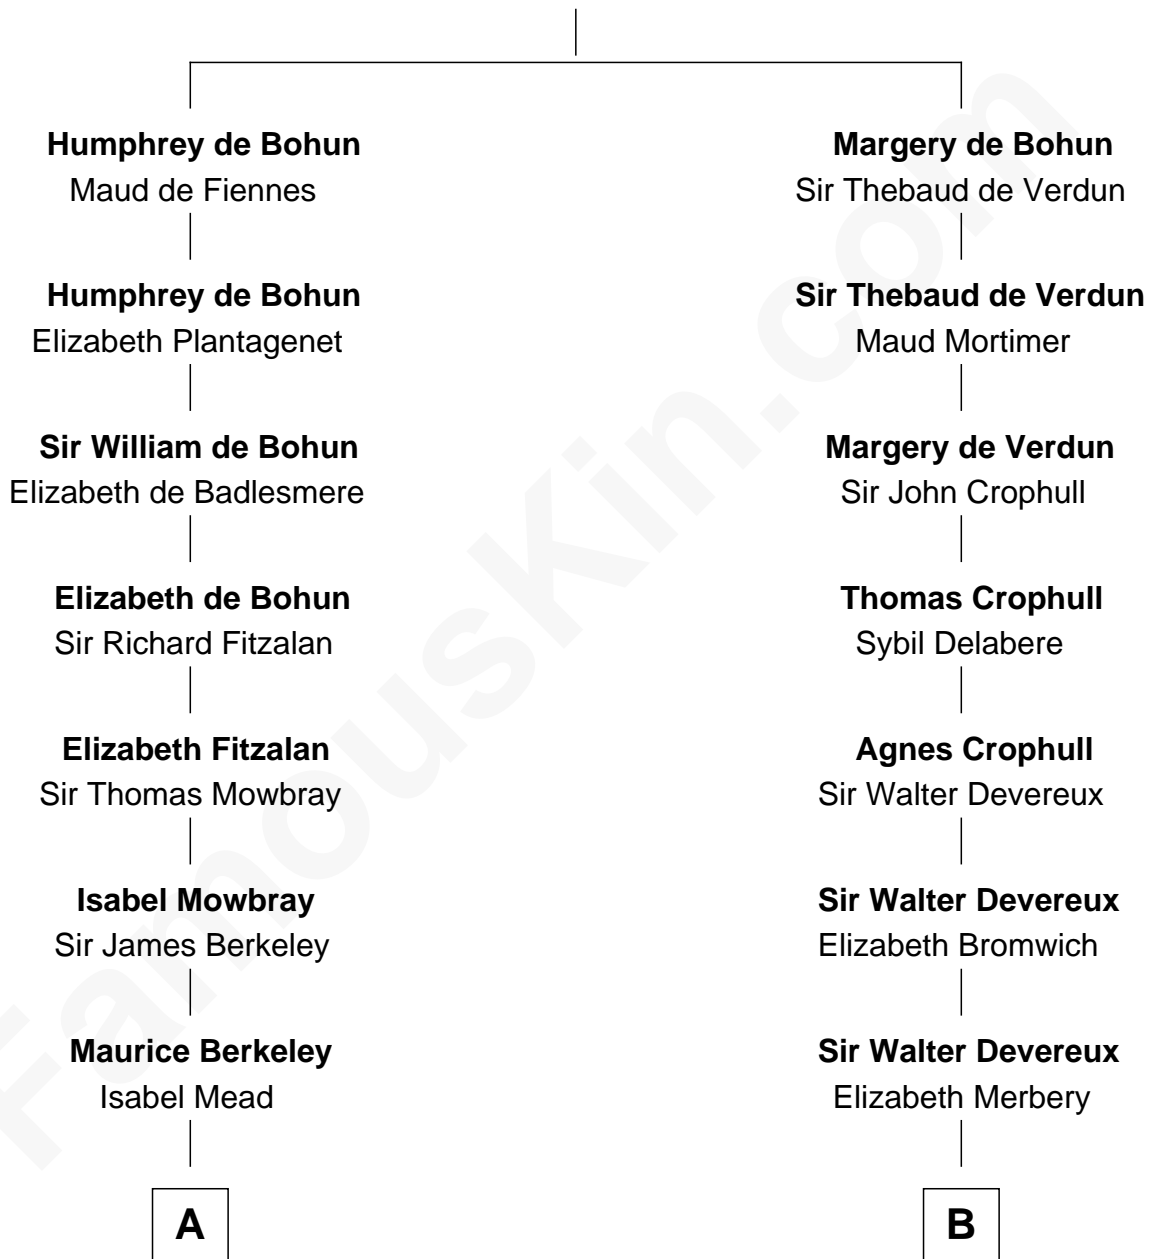 Humphrey de Bohun
Maud de Fiennes
Humphrey de Bohun
Elizabeth Plantagenet
Sir William de Bohun
Elizabeth de Badlesmere
Elizabeth de Bohun
Sir Richard Fitzalan
Elizabeth Fitzalan
Sir Thomas Mowbray
Isabel Mowbray
Sir James Berkeley
Maurice Berkeley
Isabel Mead
A
Margery de Bohun
Sir Thebaud de Verdun
Sir Thebaud de Verdun
Maud Mortimer
Margery de Verdun
Sir John Crophull
Thomas Crophull
Sybil Delabere
Agnes Crophull
Sir Walter Devereux
Sir Walter Devereux
Elizabeth Bromwich
Sir Walter Devereux
Elizabeth Merbery
B
FamousKin.com